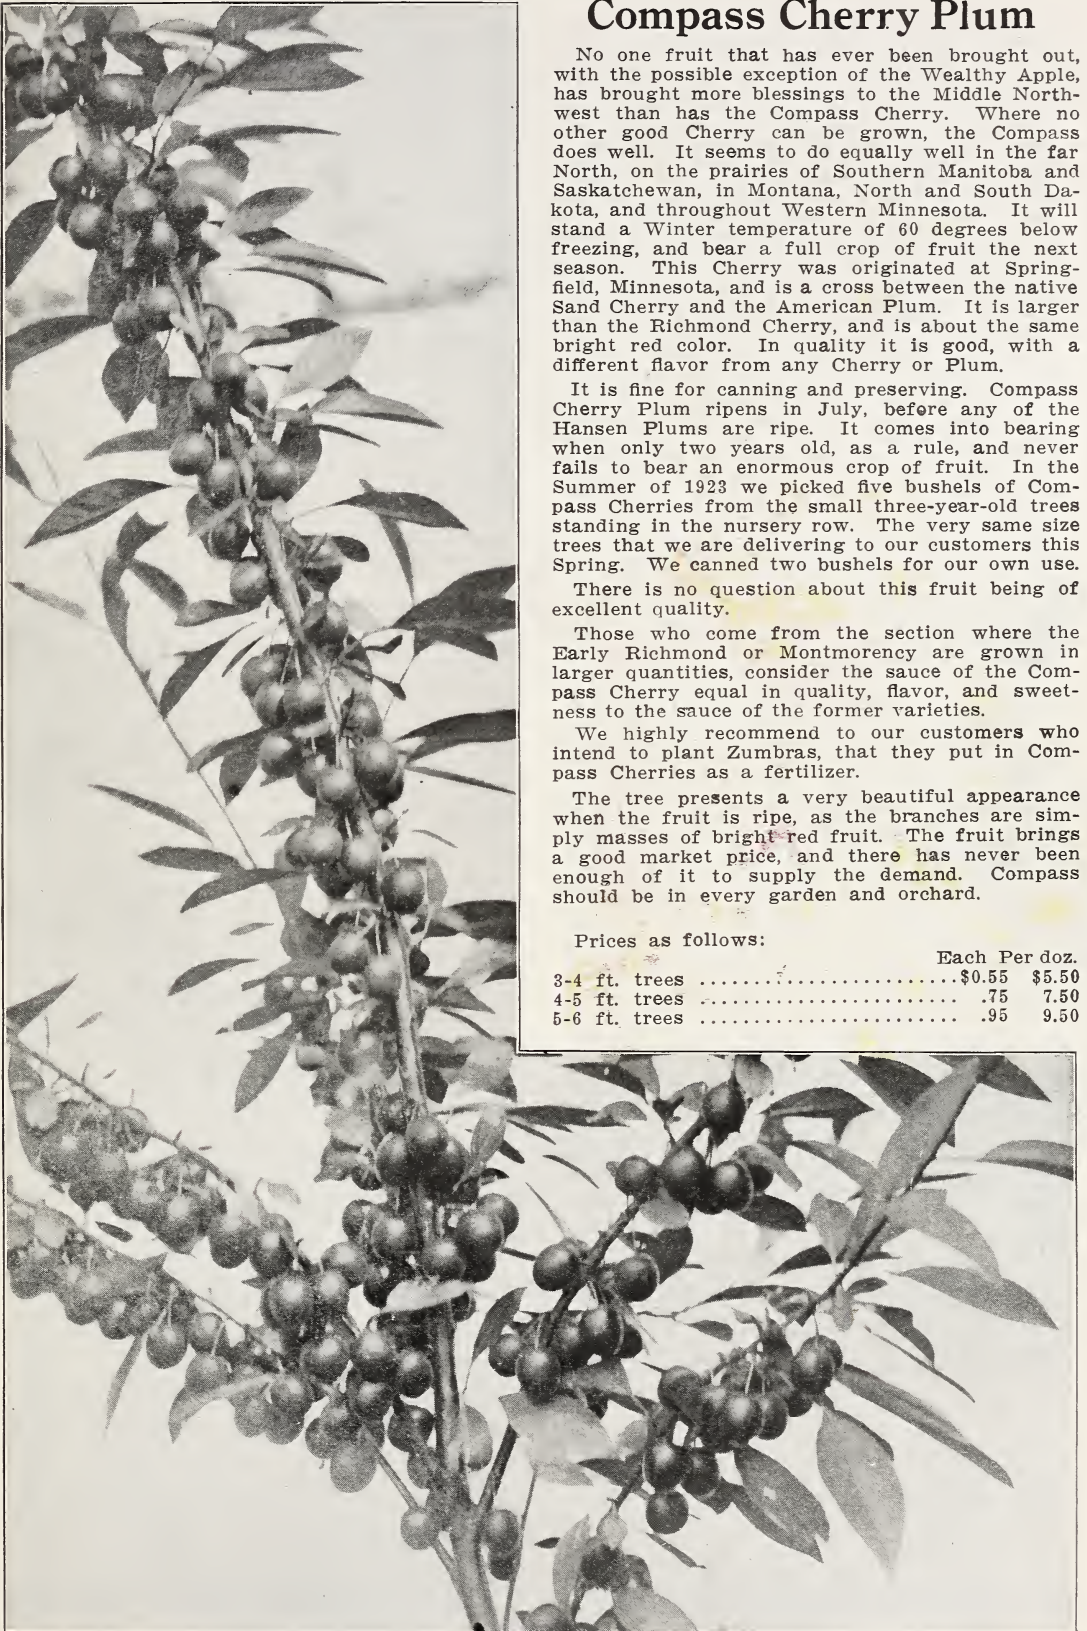 Compass Cherry Plum
No one fruit that has ever been brought out,
with the possible exception of the Wealthy Apple,
has brought more blessings to the Middle North-
west than has the Compass Cherry. Where no
other good Cherry can be grown, the Compass
does well. It seems to do equally well in the far
North, on the prairies of Southern Manitoba and
Saskatchewan, in Montana, North and South Da-
kota, and throughout Western Minnesota. It will
stand a Winter temperature of 60 degrees below
freezing, and bear a full crop of fruit the next
season. This Cherry was originated at Spring-
field, Minnesota, and is a cross between the native
Sand Cherry and the American Plum. It is larger
than the Richmond Cherry, and is about the same
bright red color. In quality it is good, with a
different flavor from any Cherry or Plum.
It is fine for canning and preserving. Compass
Cherry Plum ripens in July, before any of the
Hansen Plums are ripe. It comes into bearing
when only two years old, as a rule, and never
fails to bear an enormous crop of fruit. In the
Summer of 1923 we picked five bushels of Com-
pass Cherries from the small three-year-old trees
standing in the nursery row. The very same size
trees that we are delivering to our customers this
Spring. We canned two bushels for our own use.
There is no question about this fruit being of
excellent quality.
Those who come from the section where the
Early Richmond or Montmorency are grown in
larger quantities, consider the sauce of the Com-
pass Cherry equal in quality, flavor, and sweet-
ness to the sauce of the former varieties.
We highly recommend to our customers who
intend to plant Zumbras, that they put in Com-
pass Cherries as a fertilizer.
The tree presents a very beautiful appearance
when the fruit is ripe, as the branches are sim-
ply masses of bright red fruit. The fruit brings
a good market price, and there has never been
enough of it to supply the demand. Compass
should be in every garden and orchard.
Prices as follows:
Each Per doz.
3-4 ft. trees ..........................$0.55 $5.50
4-5 ft. trees .......................... .75 7.50
5-6 ft. trees .......................... .95 9.50